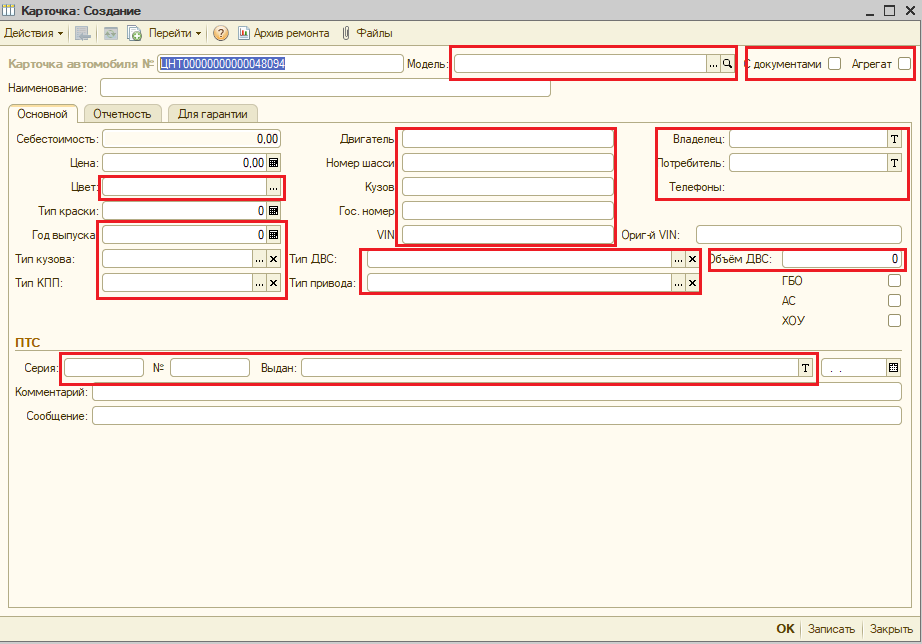 Карточка: Создание
Действия Перейти ? Архив ремонта Файлы
Карточка автомобиля № ЦНТ00000000000048094 Модель: ... С документами Агрегат
Наименование:
Основной Отчетность Для гарантии
Себестоимость: 0,00 Двигатель Владелец: T
Цена: 0,00 Номер шасси Потребитель: T
Цвет: ... Кузов Телефоны:
Тип краски: 0 Гос. номер
Год выпуска 0 VIN Ориг-й VIN:
Тип кузова: ... x Тип ДВС: ... x Объём ДВС: 0
Тип КПП: ... x Тип привода: ... x ГБО
АС
ХОУ
ПТС
Серия: № Выдан: T . .
Комментарий:
Сообщение:
OK Записать Закрыть